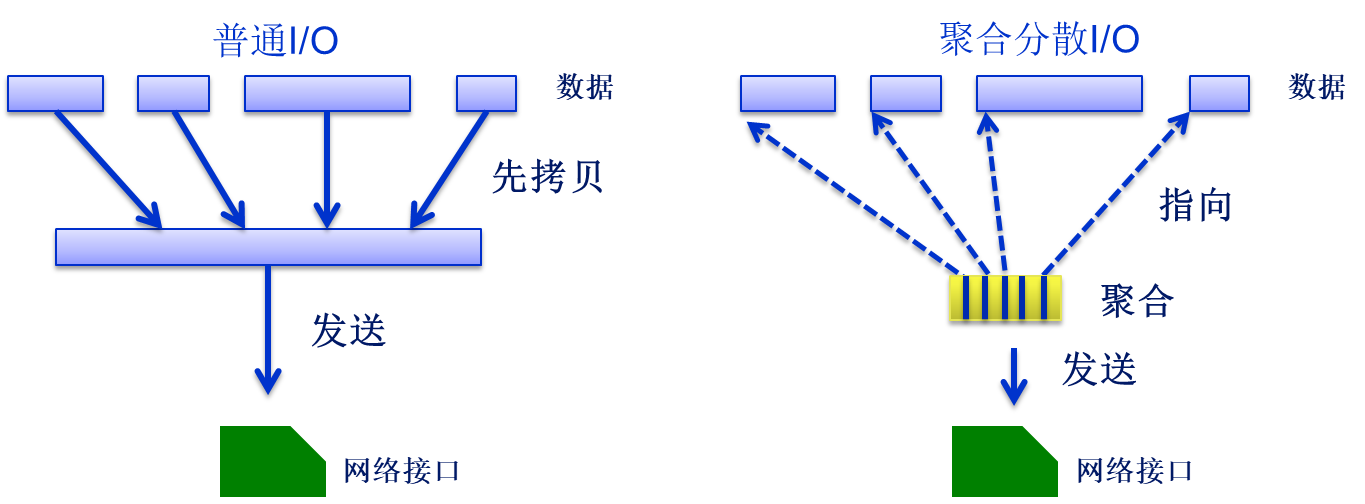 普通I/O
数据
先拷贝
发送
网络接口
聚合分散I/O
数据
指向
聚合
发送
网络接口